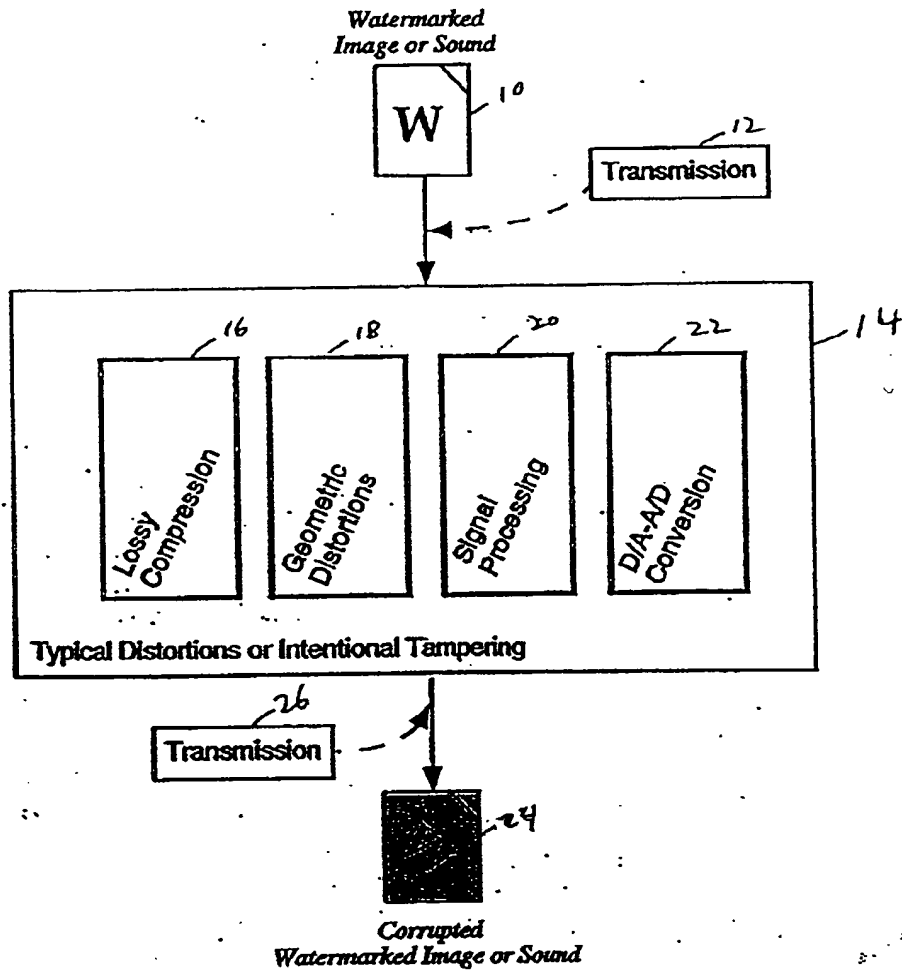 Watermarked
Image or Sound
W
10
12
Transmission
14
16
18
20
22
Lossy
Compression
Geometric
Distortions
Signal
Processing
D/A-A/D
Conversion
Typical Distortions or Intentional Tampering
26
Transmission
24
Corrupted
Watermarked Image or Sound